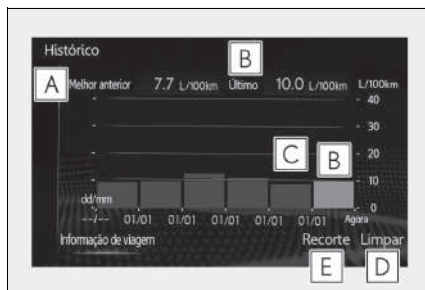 Histórico
B
A Melhor anterior 7.7 L/100km Último 10.0 L/100km L/100km
40
30
C B 20
10
dd/mm 0
--/-- 01/01 01/01 01/01 01/01 01/01 Agora
Informação de viagem Recorte Limpar
E D